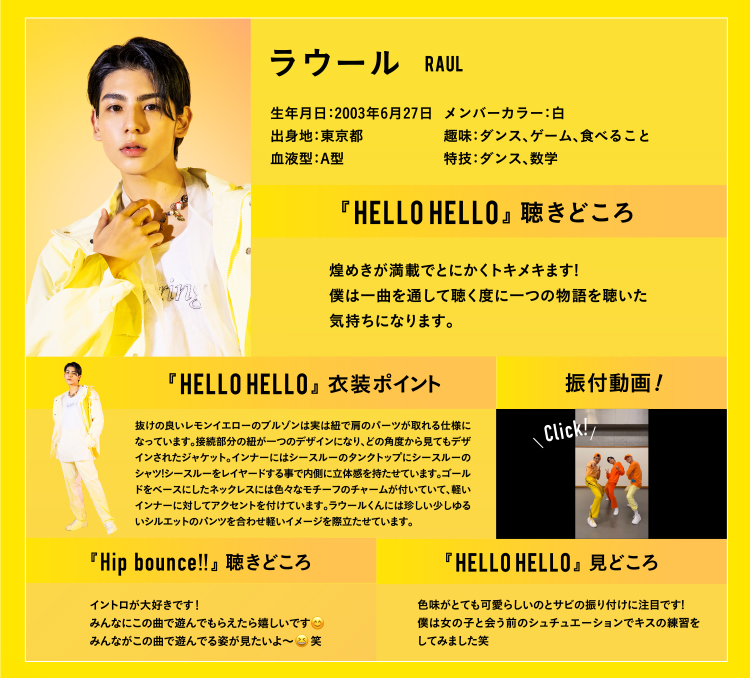 ラウール RAUL
生年月日：2003年6月27日 メンバーカラー：白
出身地：東京都 趣味：ダンス、ゲーム、食べること
血液型：A型 特技：ダンス、数学
『HELLO HELLO』聴きどころ
煌めきが満載でとにかくトキメキます！
僕は一曲を通して聴く度に一つの物語を聴いた
気持ちになります。
『HELLO HELLO』衣装ポイント
抜けの良いレモンイエローのブルゾンは実は紐で肩のパーツが取れる仕様に
なっています。接続部分の紐が一つのデザインになり、どの角度から見てもデザ
インされたジャケット。インナーにはシースルーのタンクトップにシースルーの
シャツ！シースルーをレイヤードする事で内側に立体感を持たせています。ゴール
ドをベースにしたネックレスには色々なモチーフのチャームが付いていて、軽い
インナーに対してアクセントを付けています。ラウールくんには珍しい少しゆる
いシルエットのパンツを合わせ軽いイメージを際立たせています。
振付動画！
Click!
『Hip bounce!!』聴きどころ
イントロが大好きです！
みんなにこの曲で遊んでもらえたら嬉しいです😊
みんながこの曲で遊んでる姿が見たいよ〜😆 笑
『HELLO HELLO』見どころ
色味がとても可愛らしいのとサビの振り付けに注目です！
僕は女の子と会う前のシュチュエーションでキスの練習を
してみました笑